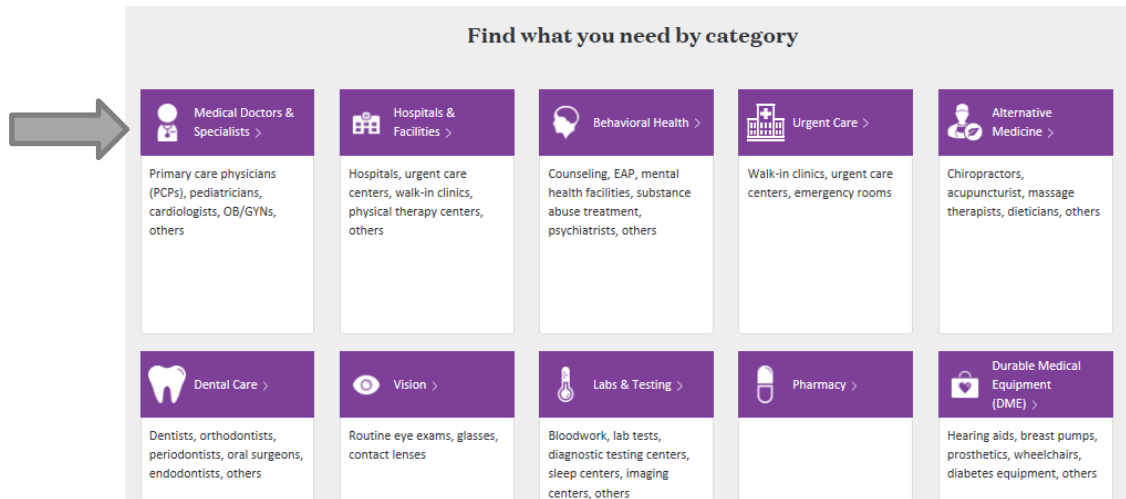 Find what you need by category
Medical Doctors &
Specialists >
Primary care physicians
(PCPs), pediatricians,
cardiologists, OB/GYNs,
others
Hospitals &
Facilities >
Hospitals, urgent care
centers, walk-in clinics,
physical therapy centers,
others
Behavioral Health >
Counseling, EAP, mental
health facilities, substance
abuse treatment,
psychiatrists, others
Urgent Care >
Walk-in clinics, urgent care
centers, emergency rooms
Alternative
Medicine >
Chiropractors,
acupuncturist, massage
therapists, dieticians, others
Dental Care >
Dentists, orthodontists,
periodontists, oral surgeons,
endodontists, others
Vision >
Routine eye exams, glasses,
contact lenses
Labs & Testing >
Bloodwork, lab tests,
diagnostic testing centers,
sleep centers, imaging
centers, others
Pharmacy >
Durable Medical
Equipment
(DME) >
Hearing aids, breast pumps,
prosthetics, wheelchairs,
diabetes equipment, others